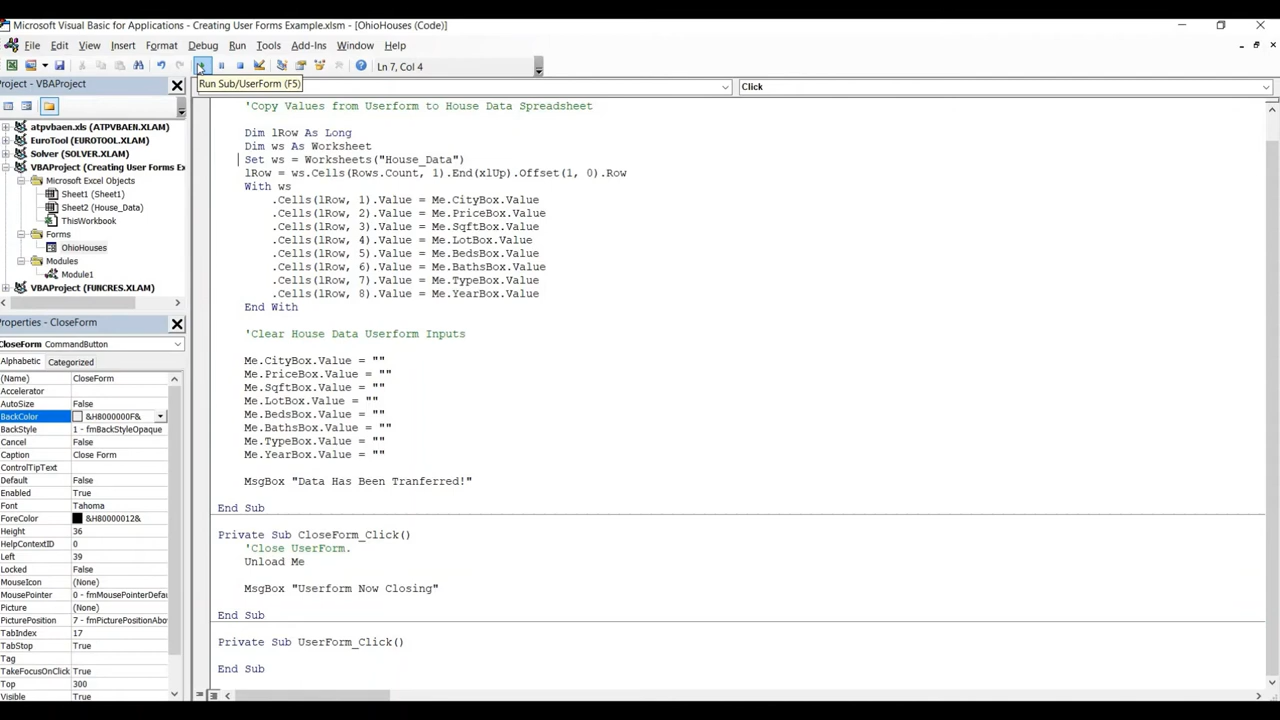 Microsoft Visual Basic for Applications - Creating User Forms Example.xlsm - [OhioHouses (Code)]
File Edit View Insert Format Debug Run Tools Add-Ins Window Help
Ln 7, Col 4
Run Sub/UserForm (F5)
Project - VBAProject
Click
atpvbaen.xls (ATPVBAEN.XLAM)
EuroTool (EUROTOOL.XLAM)
Solver (SOLVER.XLAM)
VBAProject (Creating User Forms Ex
Microsoft Excel Objects
Sheet1 (Sheet1)
Sheet2 (House_Data)
ThisWorkbook
Forms
OhioHouses
Modules
Module1
VBAProject (FUNCRES.XLAM)
Properties - CloseForm
CloseForm CommandButton
Alphabetic Categorized
(Name) CloseForm
Accelerator
AutoSize False
BackColor &H8000000F&
BackStyle 1 - fmBackStyleOpaque
Cancel False
Caption Close Form
ControlTipText
Default False
Enabled True
Font Tahoma
ForeColor &H80000012&
Height 36
HelpContextID 0
Left 39
Locked False
MouseIcon (None)
MousePointer 0 - fmMousePointerDefau
Picture (None)
PicturePosition 7 - fmPicturePositionAbo
TabIndex 17
TabStop True
Tag
TakeFocusOnClick True
Top 300
Visible True
'Copy Values from Userform to House Data Spreadsheet
Dim lRow As Long
Dim ws As Worksheet
Set ws = Worksheets("House_Data")
lRow = ws.Cells(Rows.Count, 1).End(xlUp).Offset(1, 0).Row
With ws
.Cells(lRow, 1).Value = Me.CityBox.Value
.Cells(lRow, 2).Value = Me.PriceBox.Value
.Cells(lRow, 3).Value = Me.SqftBox.Value
.Cells(lRow, 4).Value = Me.LotBox.Value
.Cells(lRow, 5).Value = Me.BedsBox.Value
.Cells(lRow, 6).Value = Me.BathsBox.Value
.Cells(lRow, 7).Value = Me.TypeBox.Value
.Cells(lRow, 8).Value = Me.YearBox.Value
End With
'Clear House Data Userform Inputs
Me.CityBox.Value = ""
Me.PriceBox.Value = ""
Me.SqftBox.Value = ""
Me.LotBox.Value = ""
Me.BedsBox.Value = ""
Me.BathsBox.Value = ""
Me.TypeBox.Value = ""
Me.YearBox.Value = ""
MsgBox "Data Has Been Tranferred!"
End Sub
Private Sub CloseForm_Click()
'Close UserForm.
Unload Me
MsgBox "Userform Now Closing"
End Sub
Private Sub UserForm_Click()
End Sub